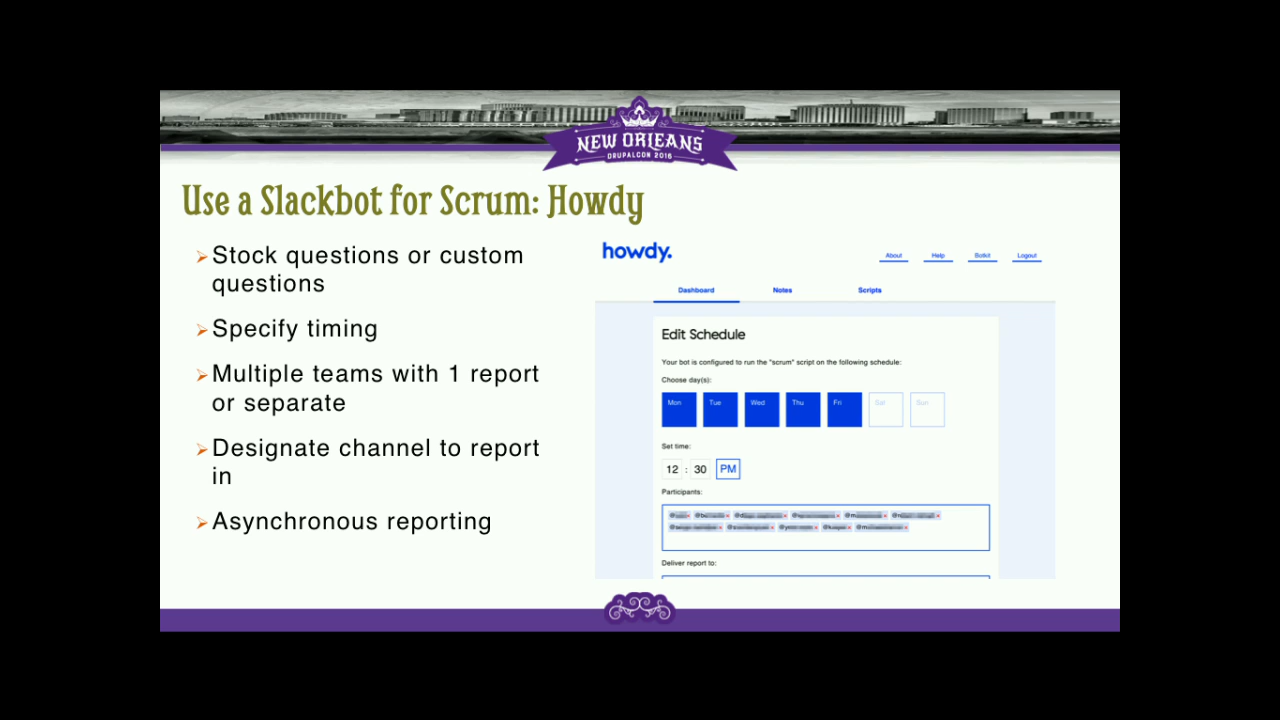 NEW ORLEANS
DRUPALCON 2016
Use a Slackbot for Scrum: Howdy
Stock questions or custom
questions
Specify timing
Multiple teams with 1 report
or separate
Designate channel to report
in
Asynchronous reporting
howdy.
About Help Botkit Logout
Dashboard Notes Scripts
Edit Schedule
Your bot is configured to run the "scrum" script on the following schedule:
Choose day(s):
Mon Tue Wed Thu Fri Sat Sun
Set time:
12 : 30 PM
Participants:
Deliver report to: